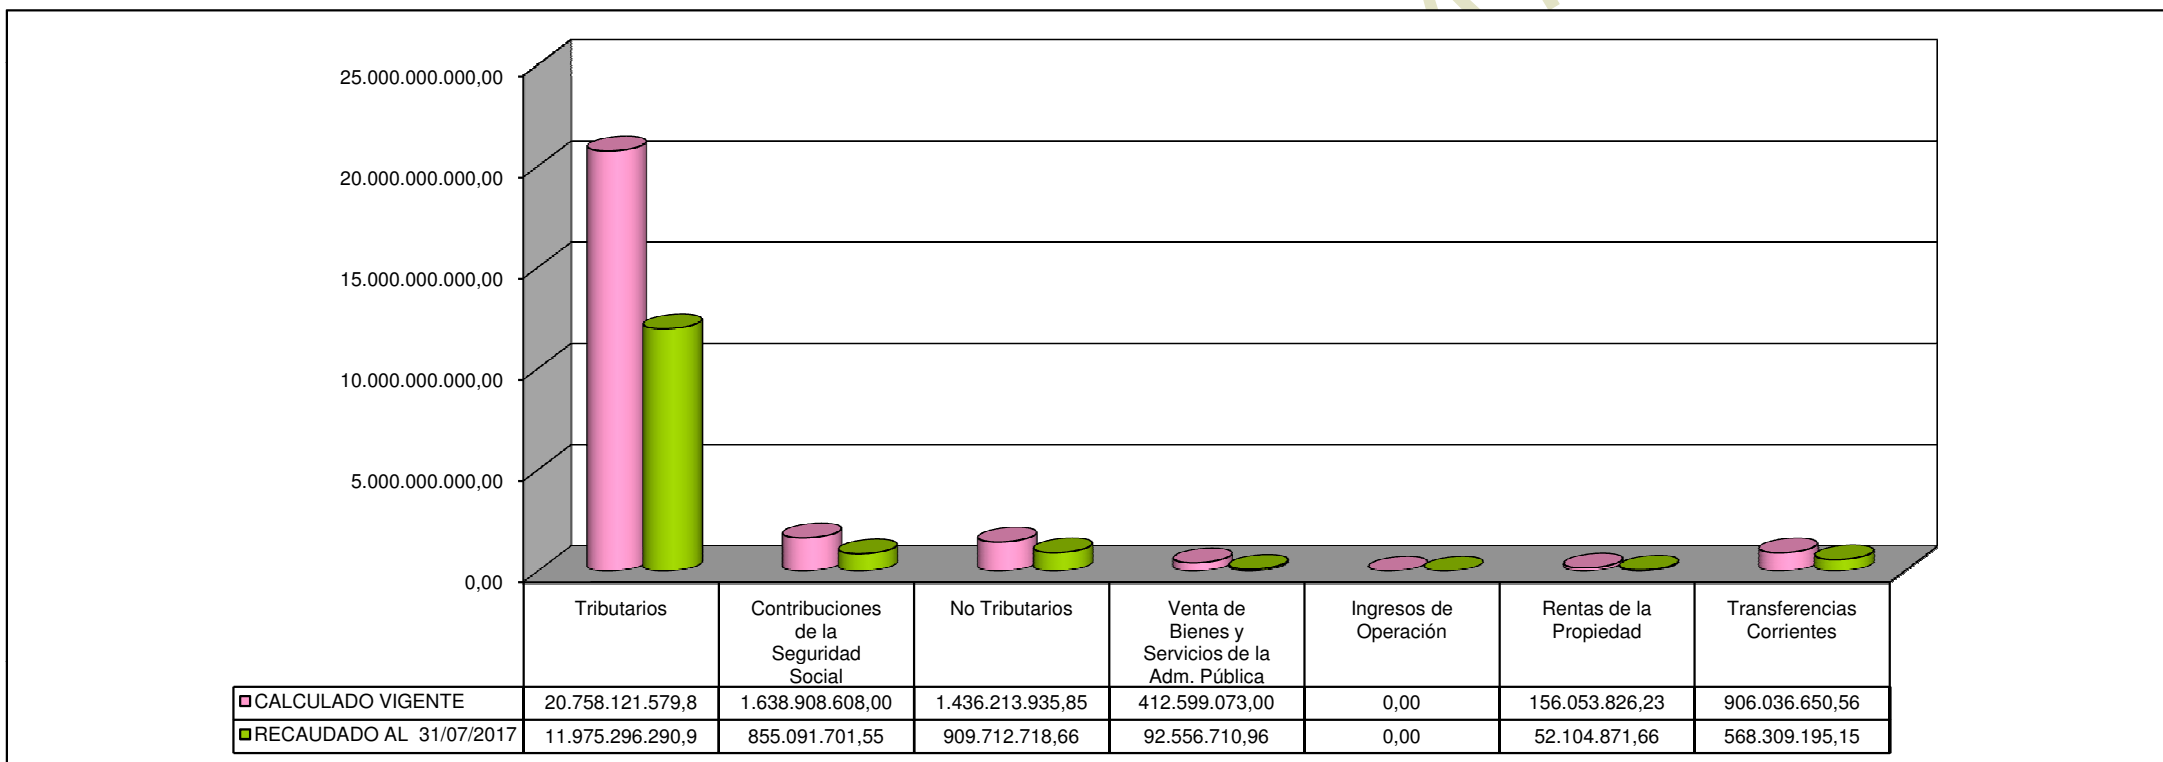 25.000.000.000,00
20.000.000.000,00
15.000.000.000,00
10.000.000.000,00
5.000.000.000,00
0,00
Tributarios
Contribuciones
de la
Seguridad
Social
No Tributarios
Venta de
Bienes y
Servicios de la
Adm. Pública
Ingresos de
Operación
Rentas de la
Propiedad
Transferencias
Corrientes
CALCULADO VIGENTE 20.758.121.579,8 1.638.908.608,00 1.436.213.935,85 412.599.073,00 0,00 156.053.826,23 906.036.650,56
RECAUDADO AL 31/07/2017 11.975.296.290,9 855.091.701,55 909.712.718,66 92.556.710,96 0,00 52.104.871,66 568.309.195,15